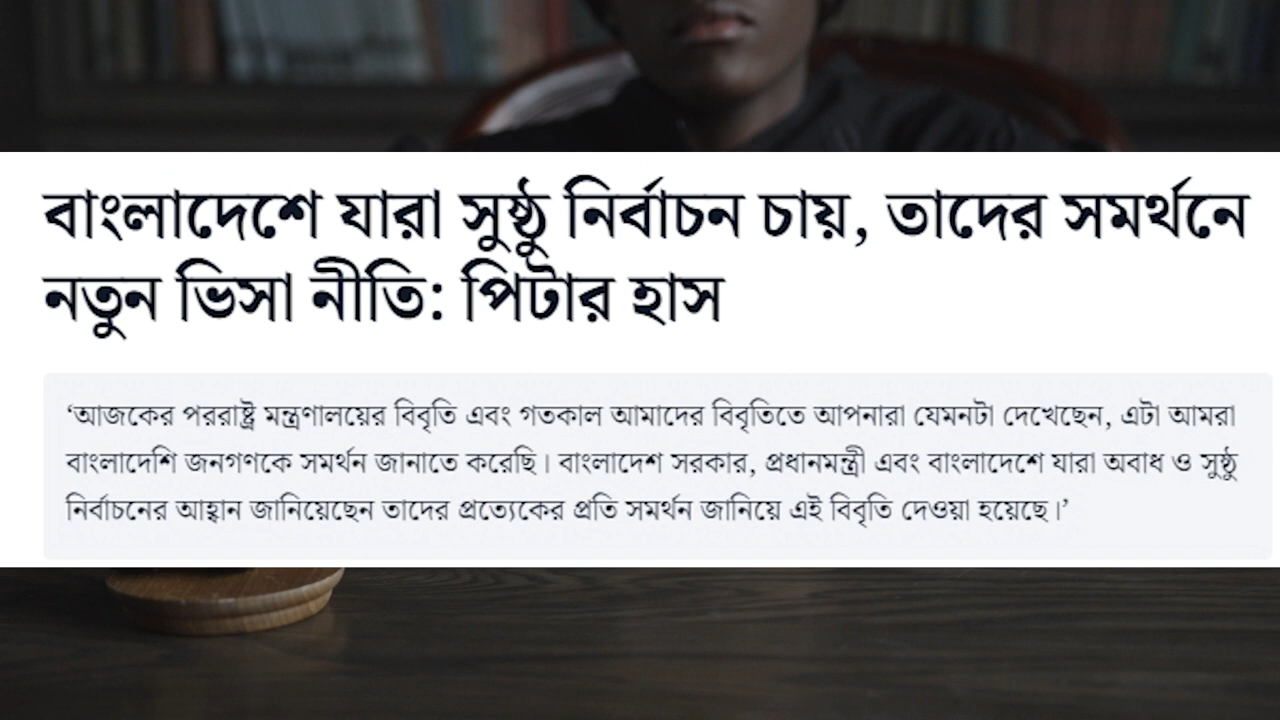 বাংলাদেশে যারা সুষ্ঠু নির্বাচন চায়, তাদের সমর্থনে
নতুন ভিসা নীতি: পিটার হাস
‘আজকের পররাষ্ট্র মন্ত্রণালয়ের বিবৃতি এবং গতকাল আমাদের বিবৃতিতে আপনারা যেমনটা দেখেছেন, এটা আমরা
বাংলাদেশি জনগণকে সমর্থন জানাতে করেছি। বাংলাদেশ সরকার, প্রধানমন্ত্রী এবং বাংলাদেশে যারা অবাধ ও সুষ্ঠু
নির্বাচনের আহ্বান জানিয়েছেন তাদের প্রত্যেকের প্রতি সমর্থন জানিয়ে এই বিবৃতি দেওয়া হয়েছে।’